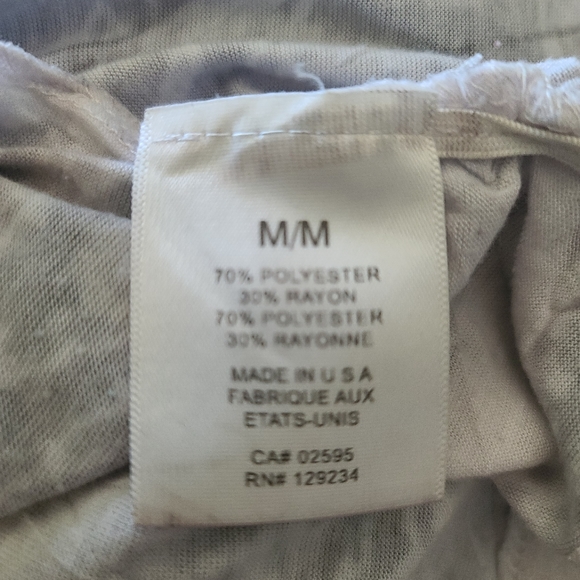 M/M
70% POLYESTER
30% RAYON
70% POLYESTER
30% RAYONNE
MADE IN U S A
FABRIQUE AUX
ETATS-UNIS
CA# 02595
RN# 129234